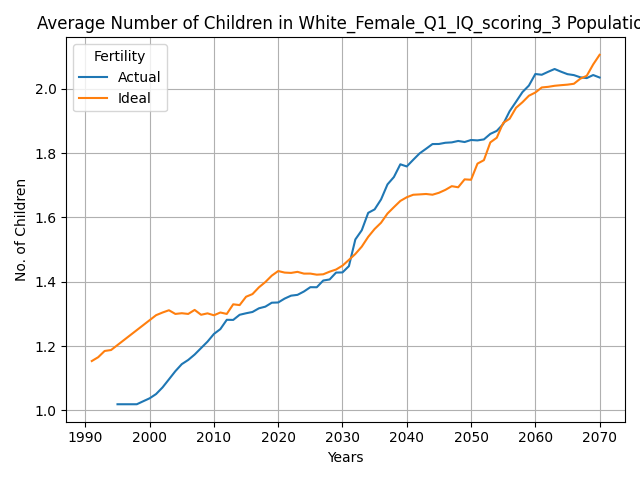 Average Number of Children in White_Female_Q1_IQ_scoring_3 Populatio
Fertility
Actual
Ideal
No. of Children
2.0
1.8
1.6
1.4
1.2
1.0
1990 2000 2010 2020 2030 2040 2050 2060 2070
Years